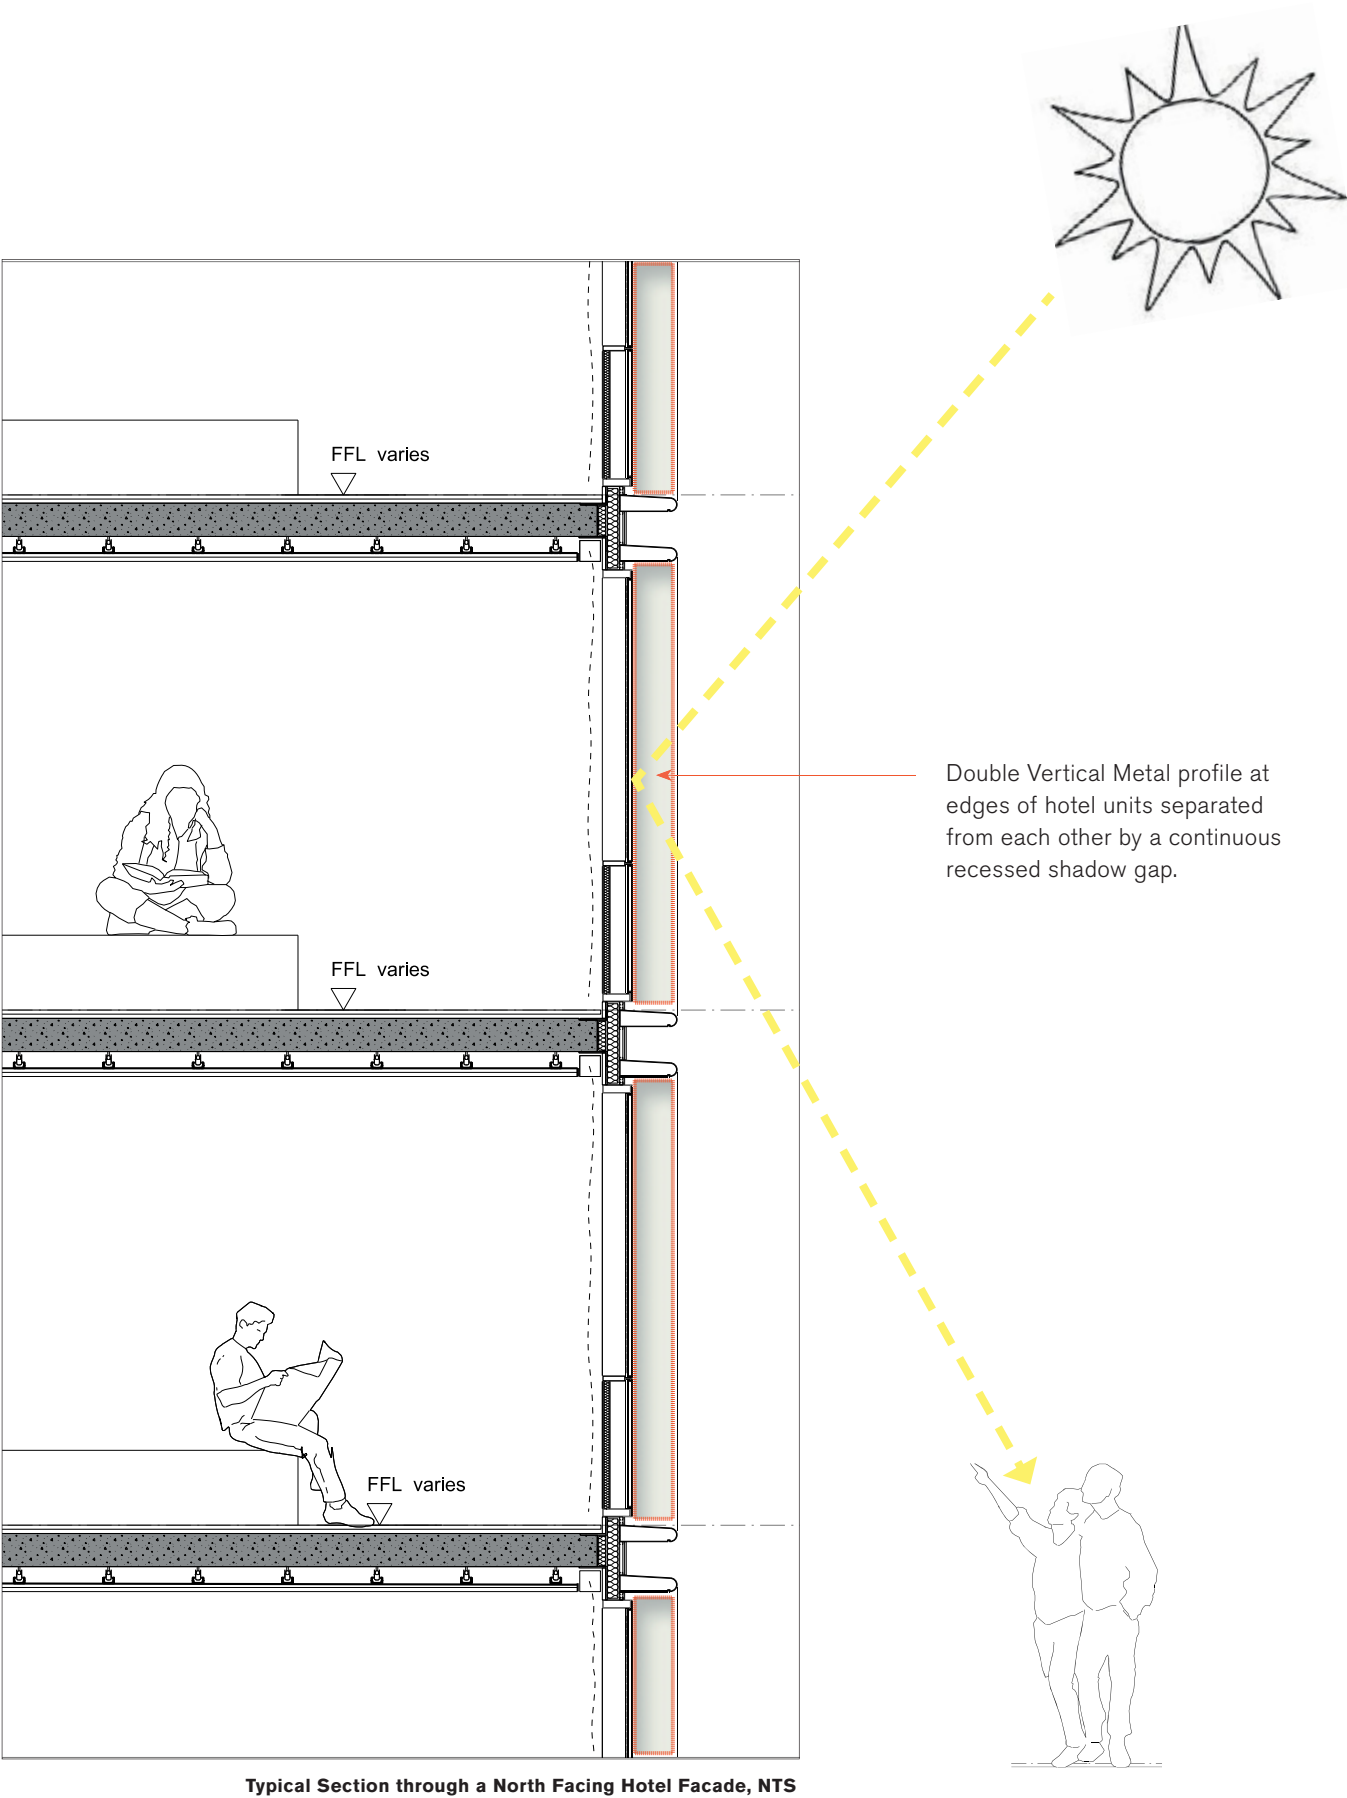 FFL varies
Double Vertical Metal profile at
edges of hotel units separated
from each other by a continuous
recessed shadow gap.
FFL varies
FFL varies
Typical Section through a North Facing Hotel Facade, NTS